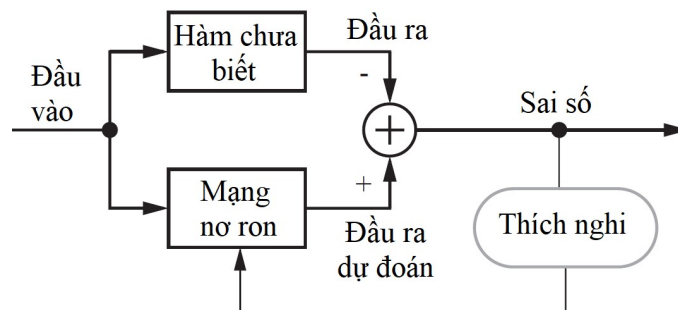 Hàm chưa
biết
Đầu ra
Đầu
vào
-
Sai số
+
Mạng
nơ ron
+
Đầu ra
dự đoán
Thích nghi